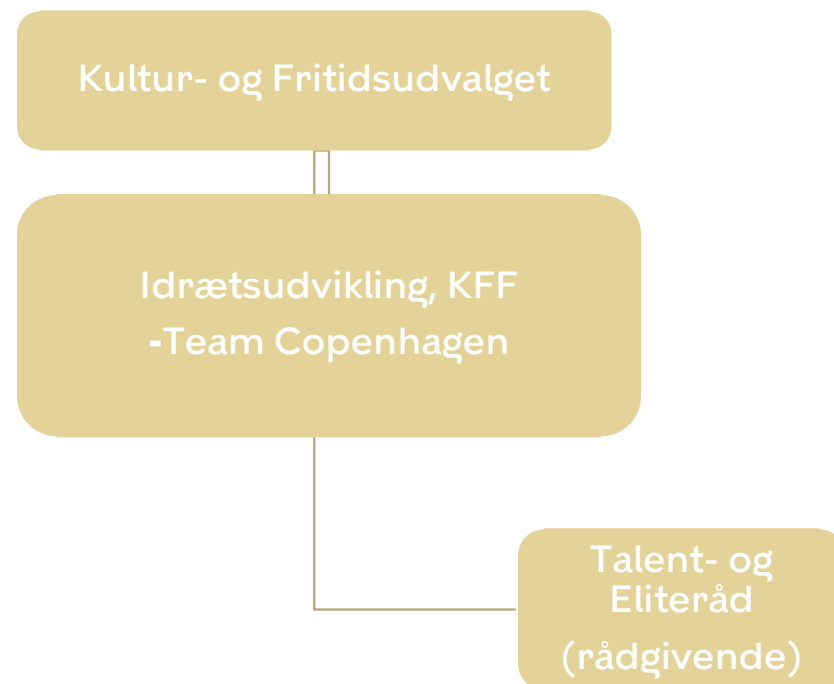 Kultur- og Fritidsudvalget
Idrætsudvikling, KFF
-Team Copenhagen
Talent- og
Eliteråd
(rådgivende)